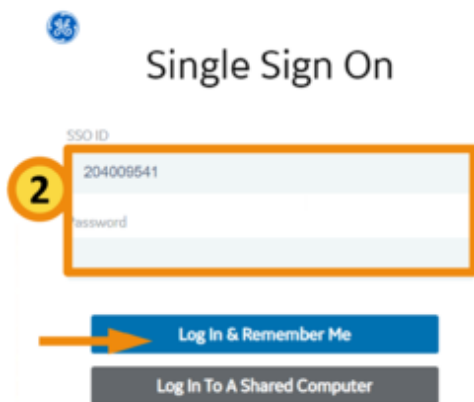 Single Sign On
SSO ID
204009541
2
Password
Log In & Remember Me
Log In To A Shared Computer